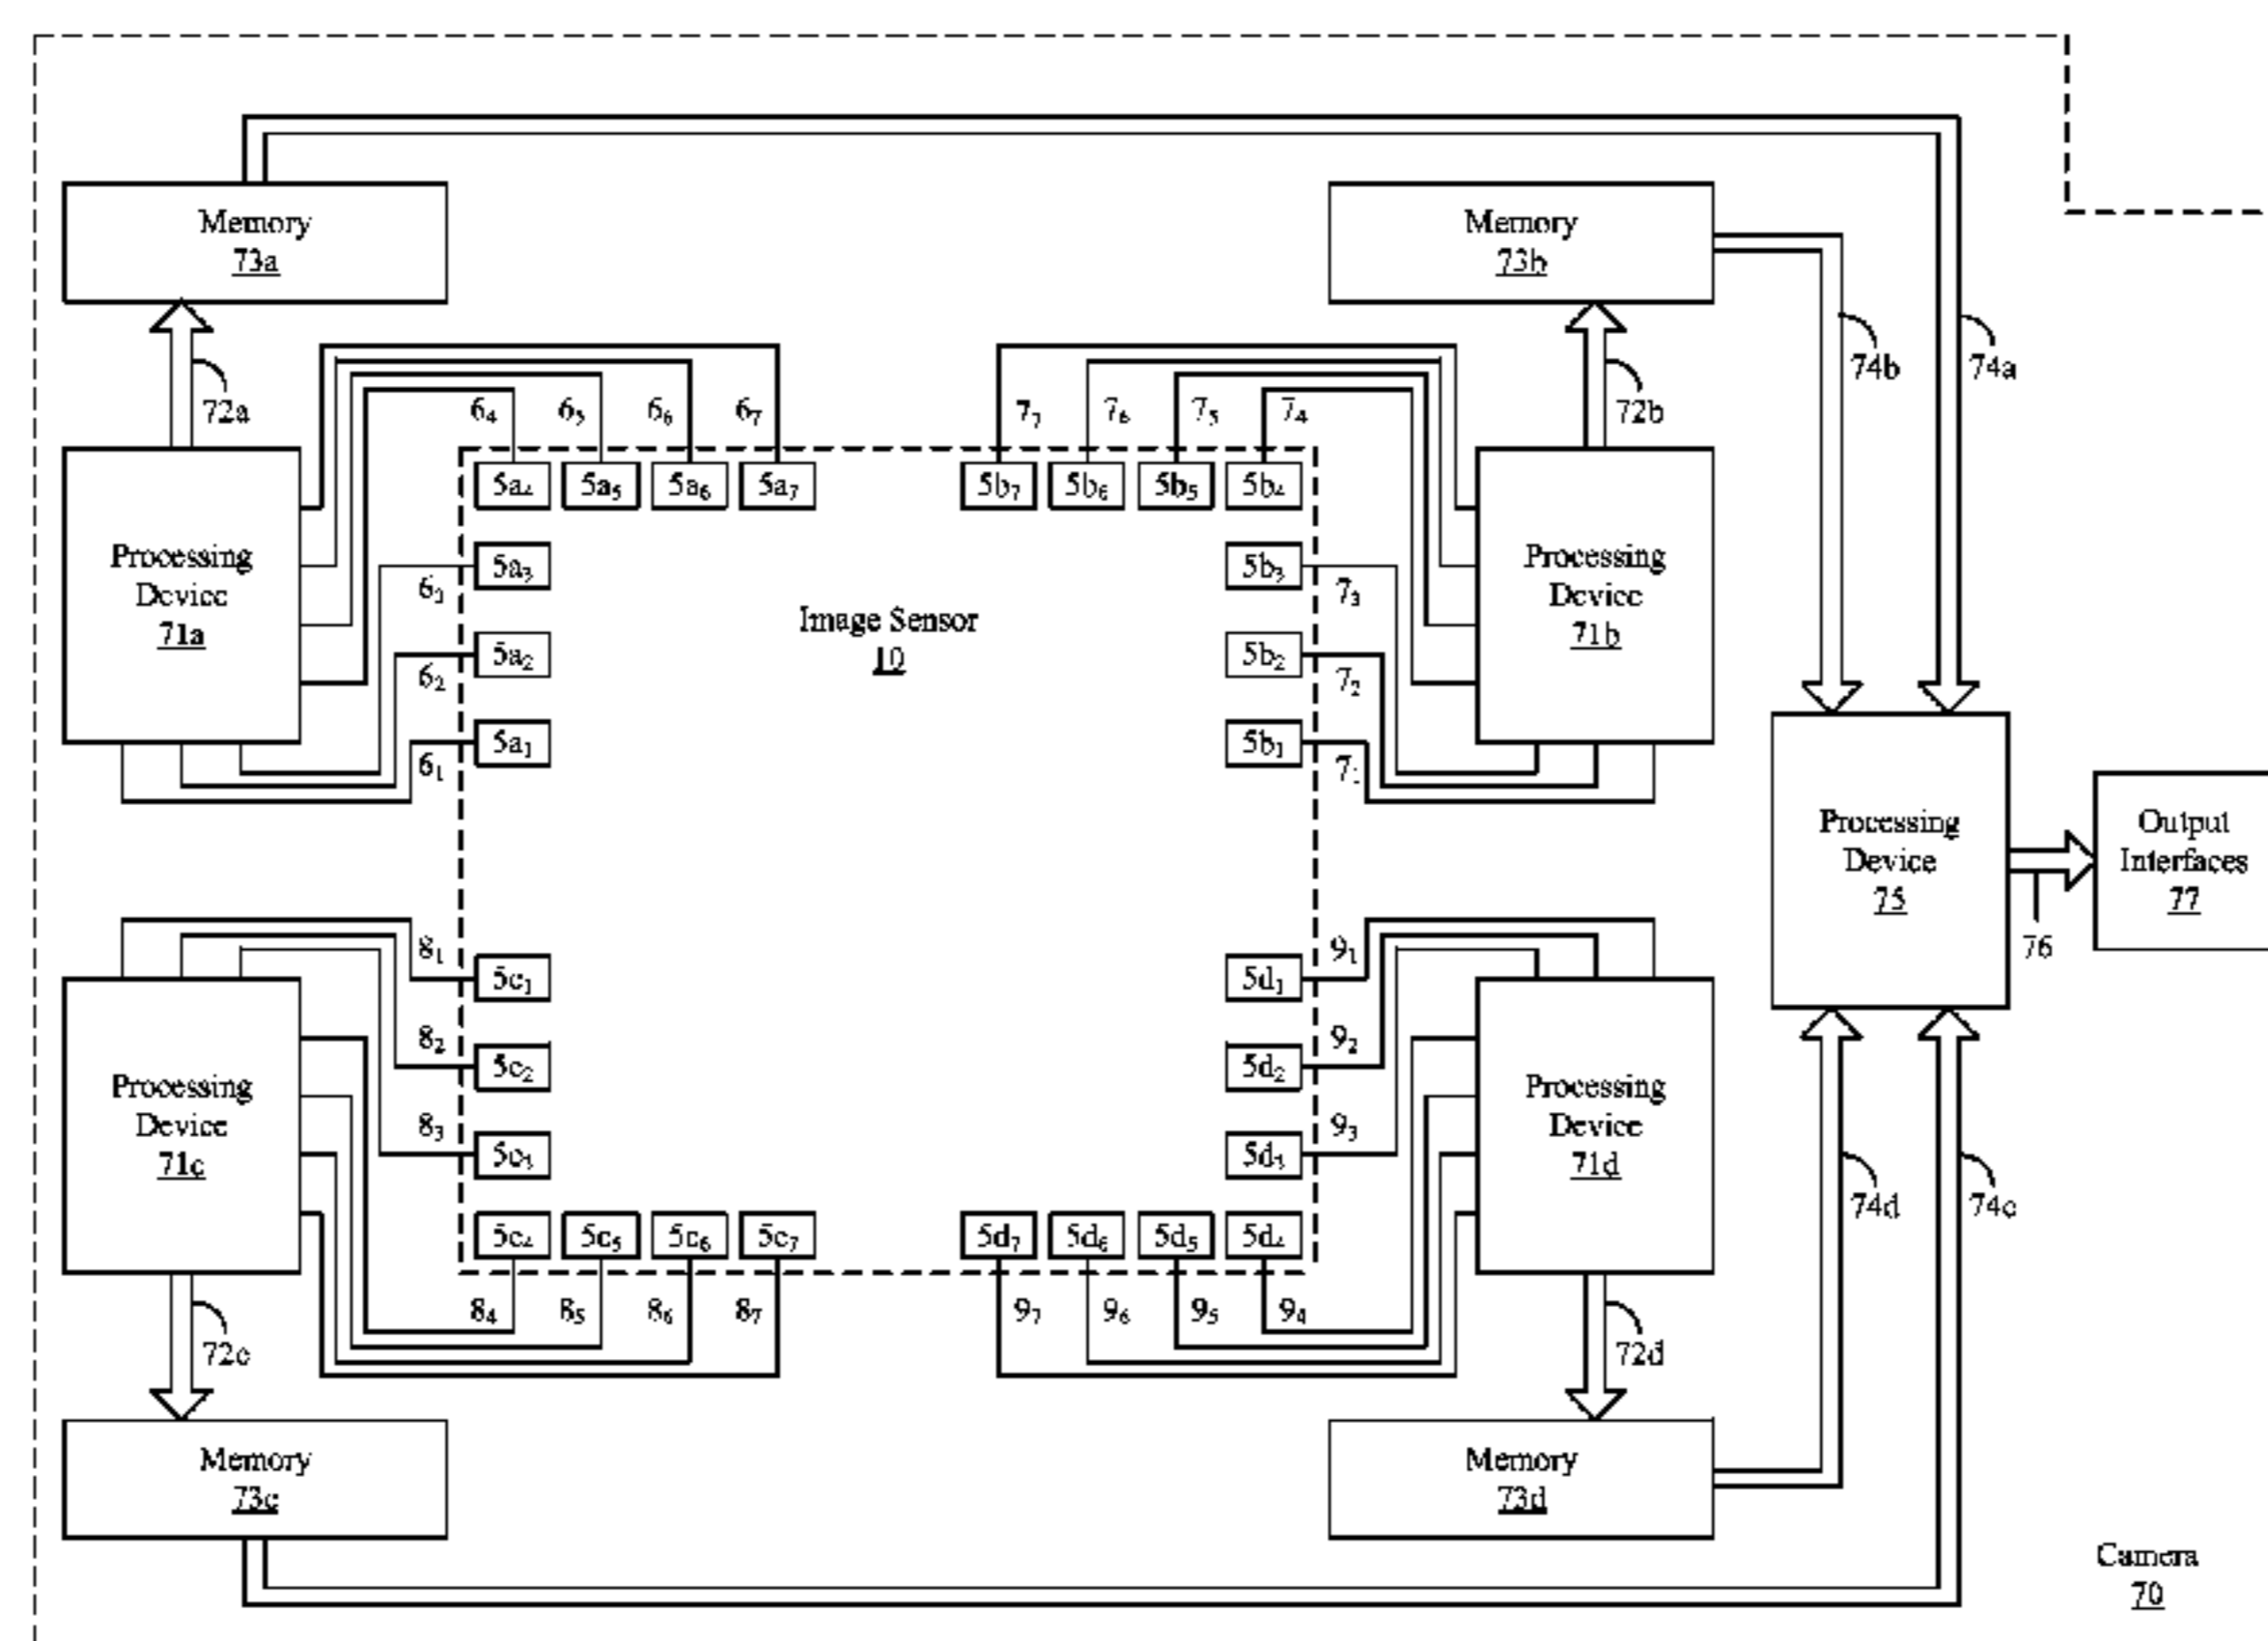 Memory
73a
Memory
73b
72a
6₄ 6₅ 6₆ 6₇
7₇ 7₆ 7₅ 7₄
72b
74b
74a
5a₄ 5a₅ 5a₆ 5a₇
5b₇ 5b₆ 5b₅ 5b₄
Processing
Device
71a
5a₃
6₃
5a₂
6₂
5a₁
6₁
Image Sensor
10
5b₃
7₃
5b₂
7₂
5b₁
7₁
Processing
Device
71b
Processing
Device
75
76
Output
Interfaces
77
8₁
5c₁
8₂
5c₂
8₃
5c₃
Processing
Device
71c
9₁
5d₁
9₂
5d₂
9₃
5d₃
Processing
Device
71d
74d
74c
5c₄ 5c₅ 5c₆ 5c₇
5d₇ 5d₆ 5d₅ 5d₄
8₄ 8₅ 8₆ 8₇
9₇ 9₆ 9₅ 9₄
72c
72d
Memory
73c
Memory
73d
Camera
70